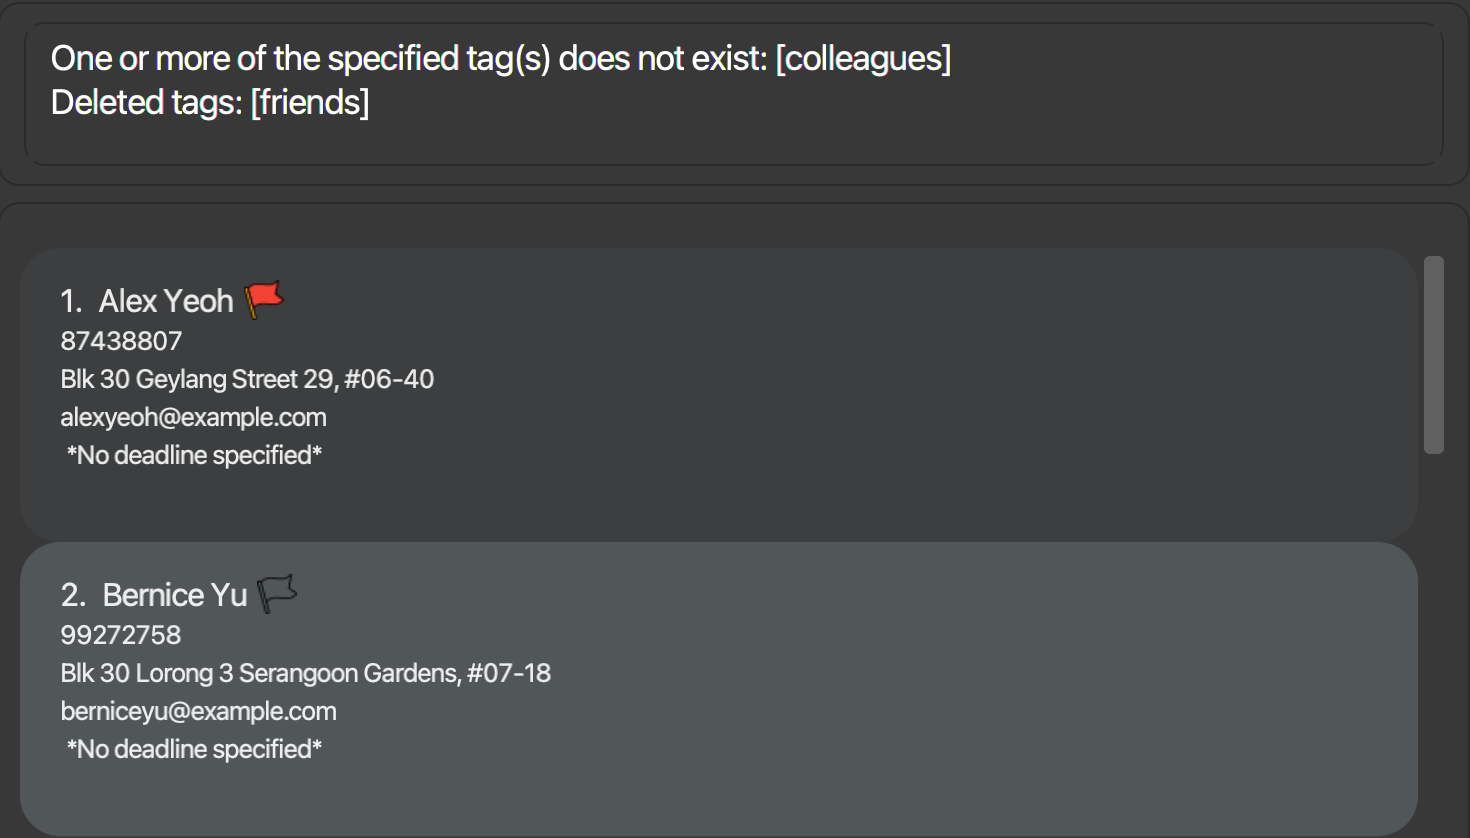 One or more of the specified tag(s) does not exist: [colleagues]
Deleted tags: [friends]
1. Alex Yeoh
87438807
Blk 30 Geylang Street 29, #06-40
alexyeoh@example.com
*No deadline specified*
2. Bernice Yu
99272758
Blk 30 Lorong 3 Serangoon Gardens, #07-18
berniceyu@example.com
*No deadline specified*